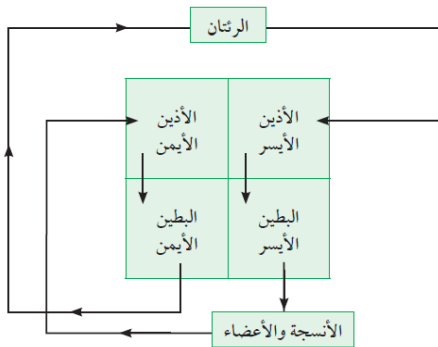 الرئتان
الأذين
الأيمن
الأذين
الأيسر
البطين
الأيمن
البطين
الأيسر
الأنسجة والأعضاء